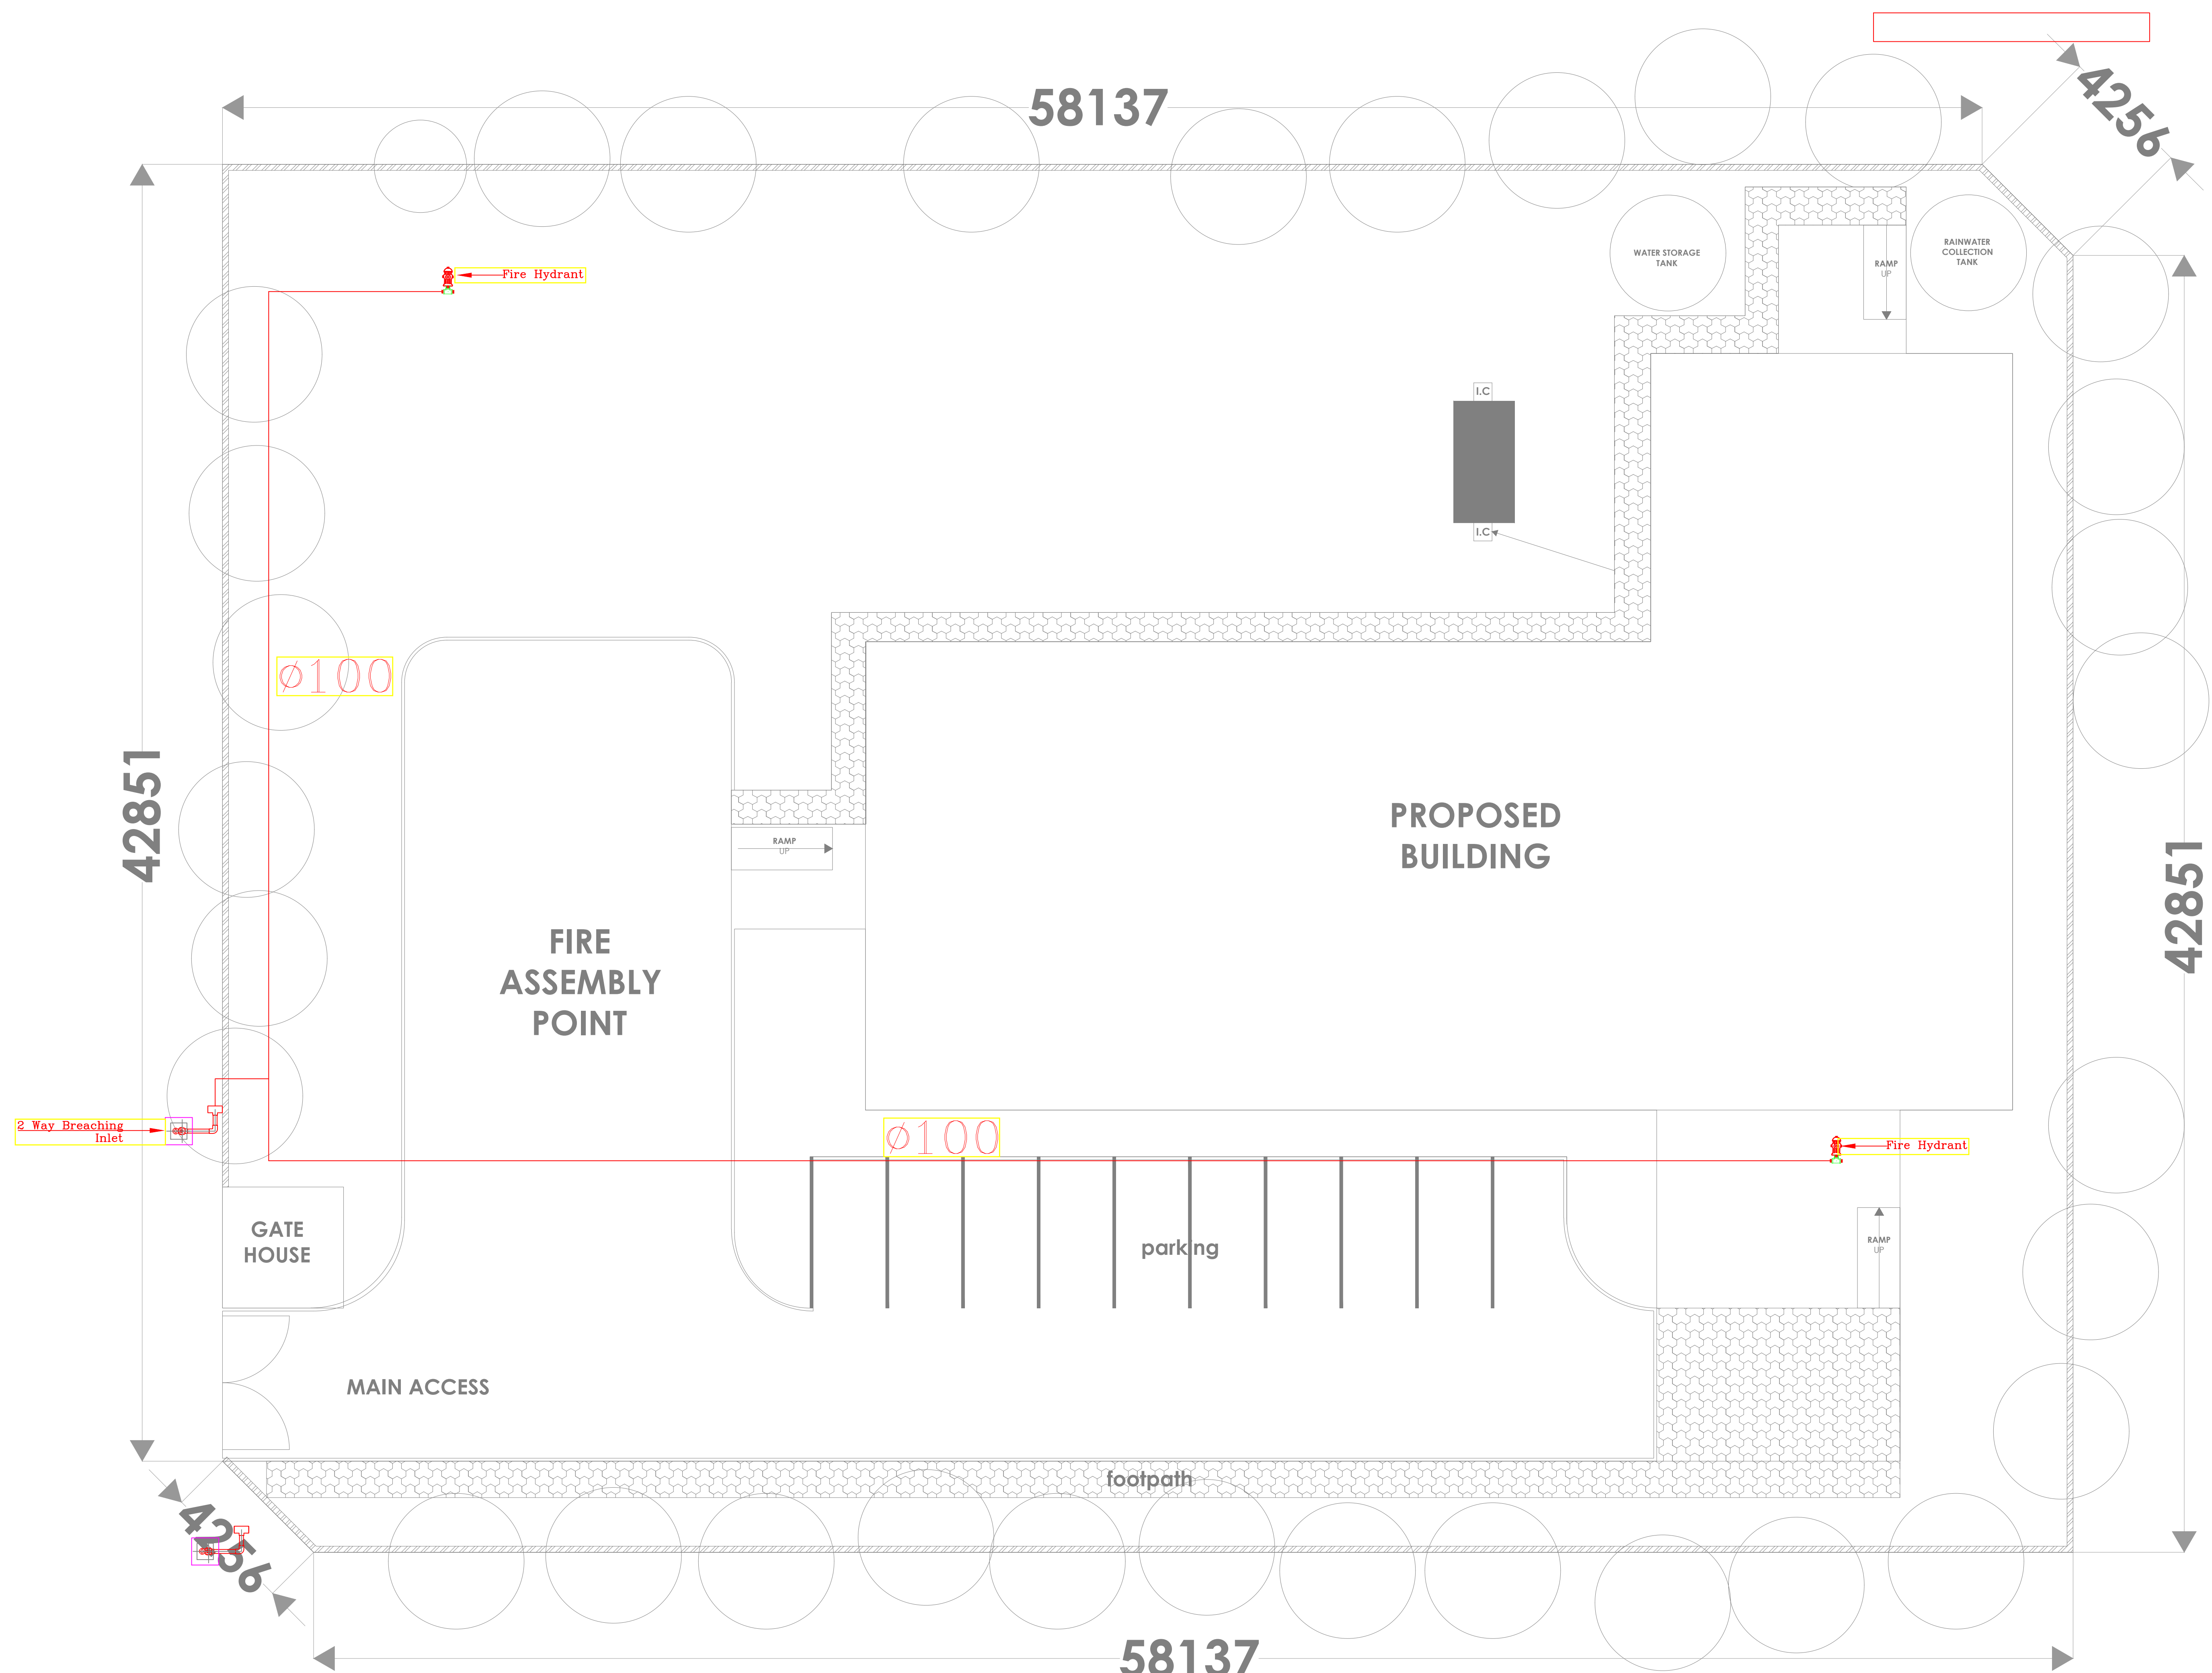 58137
4256
WATER STORAGE
TANK
RAMP
UP
RAINWATER
COLLECTION
TANK
Fire Hydrant
I.C
I.C
Ø100
42851
42851
RAMP
UP
PROPOSED
BUILDING
FIRE
ASSEMBLY
POINT
2 Way Breaching
Inlet
Ø100
Fire Hydrant
GATE
HOUSE
parking
RAMP
UP
MAIN ACCESS
footpath
4256
58137